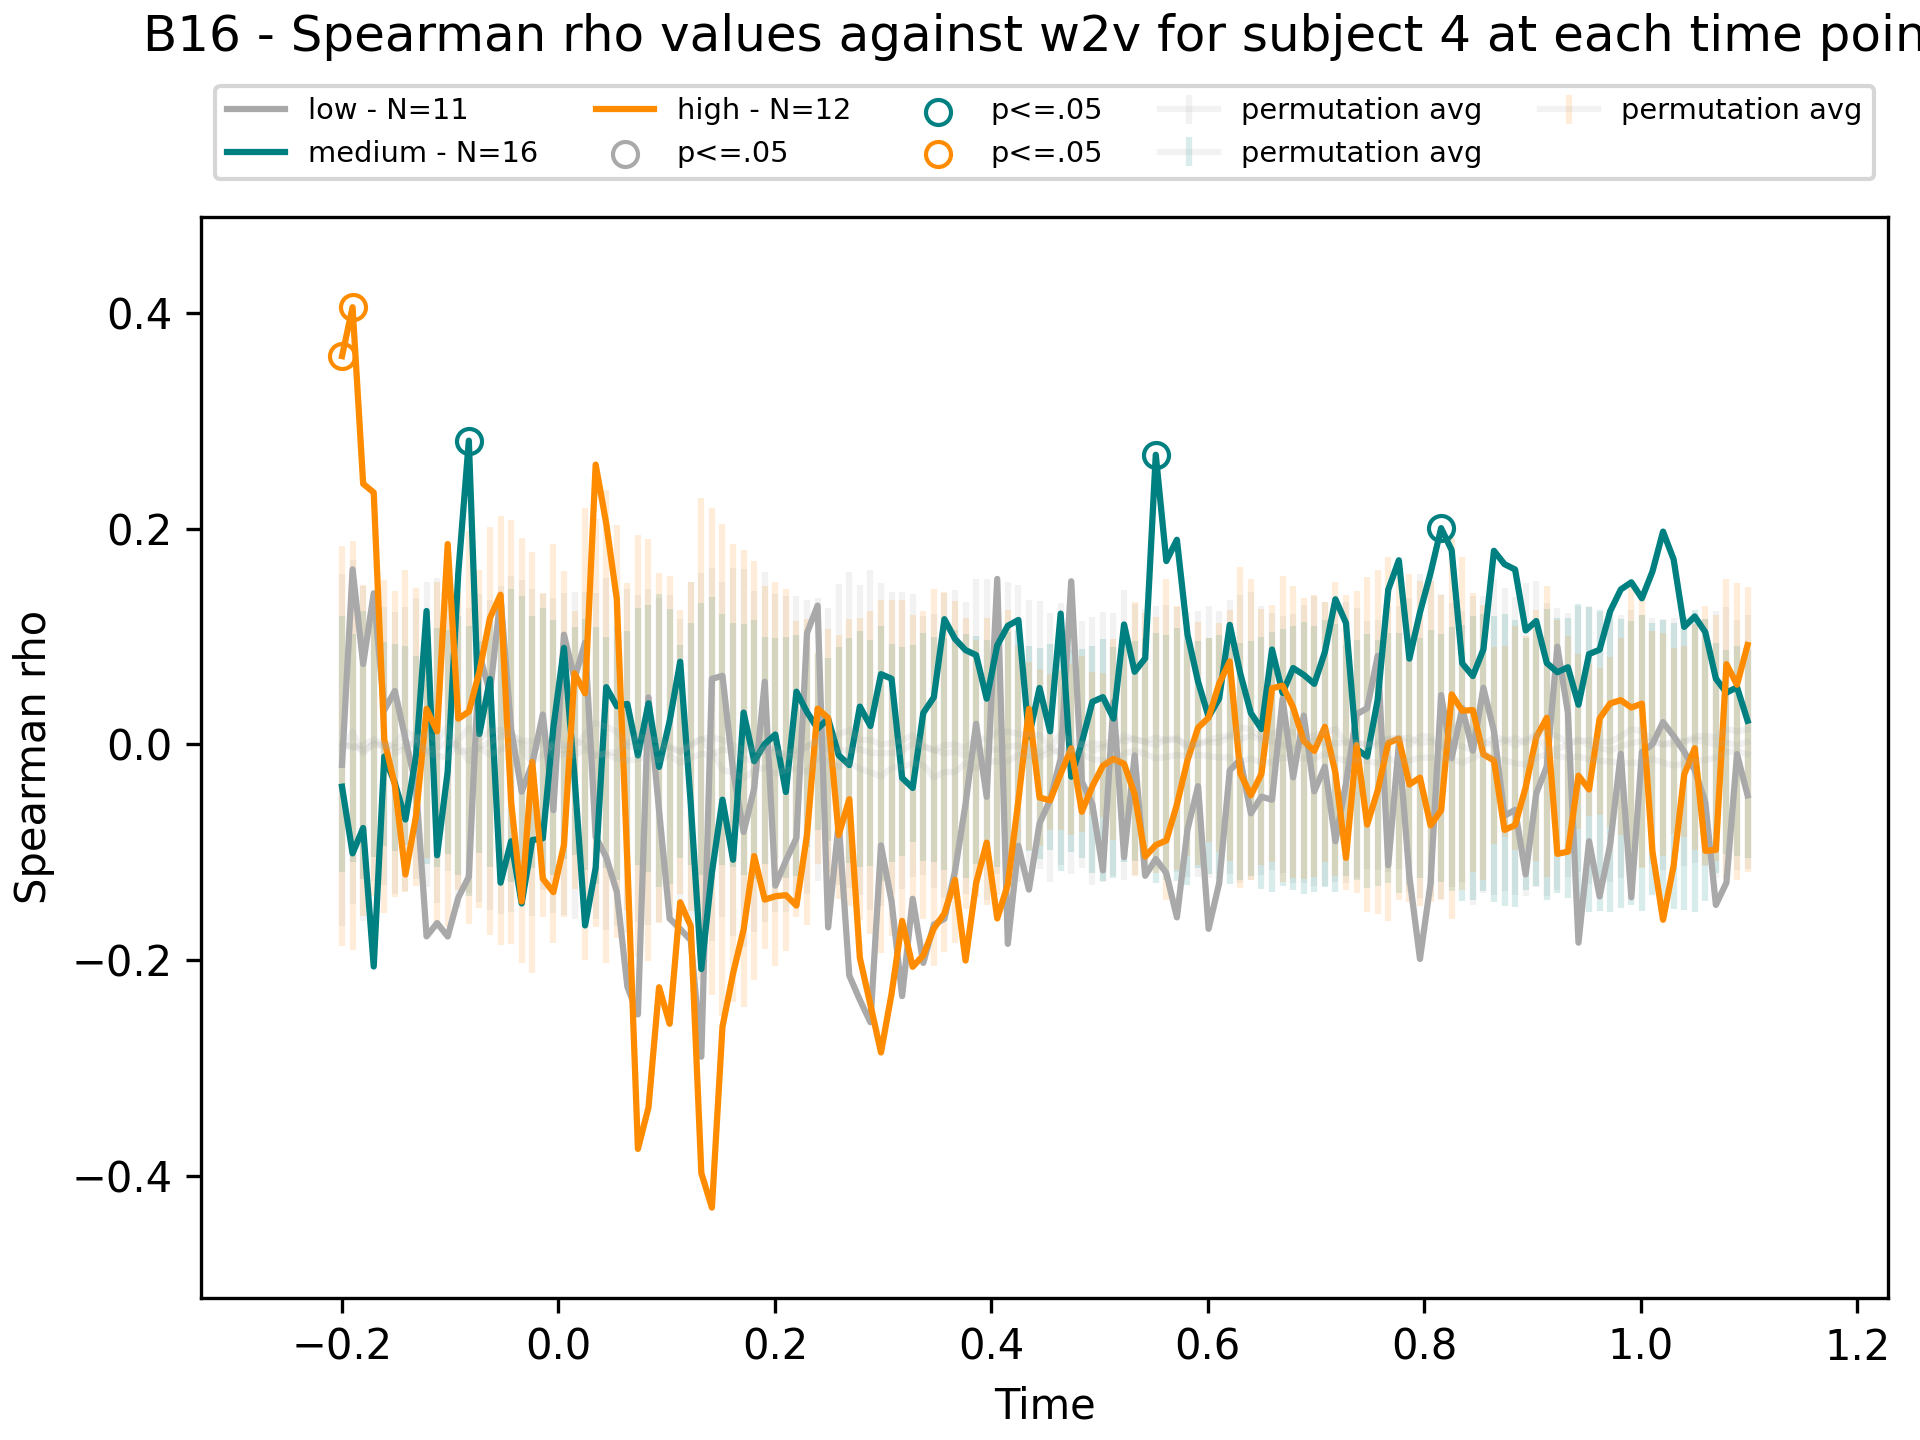 B16 - Spearman rho values against w2v for subject 4 at each time poin
low - N=11 high - N=12 p<=.05 permutation avg permutation avg
medium - N=16 p<=.05 p<=.05 permutation avg
Spearman rho
0.4
0.2
0.0
−0.2
−0.4
−0.2 0.0 0.2 0.4 0.6 0.8 1.0 1.2
Time